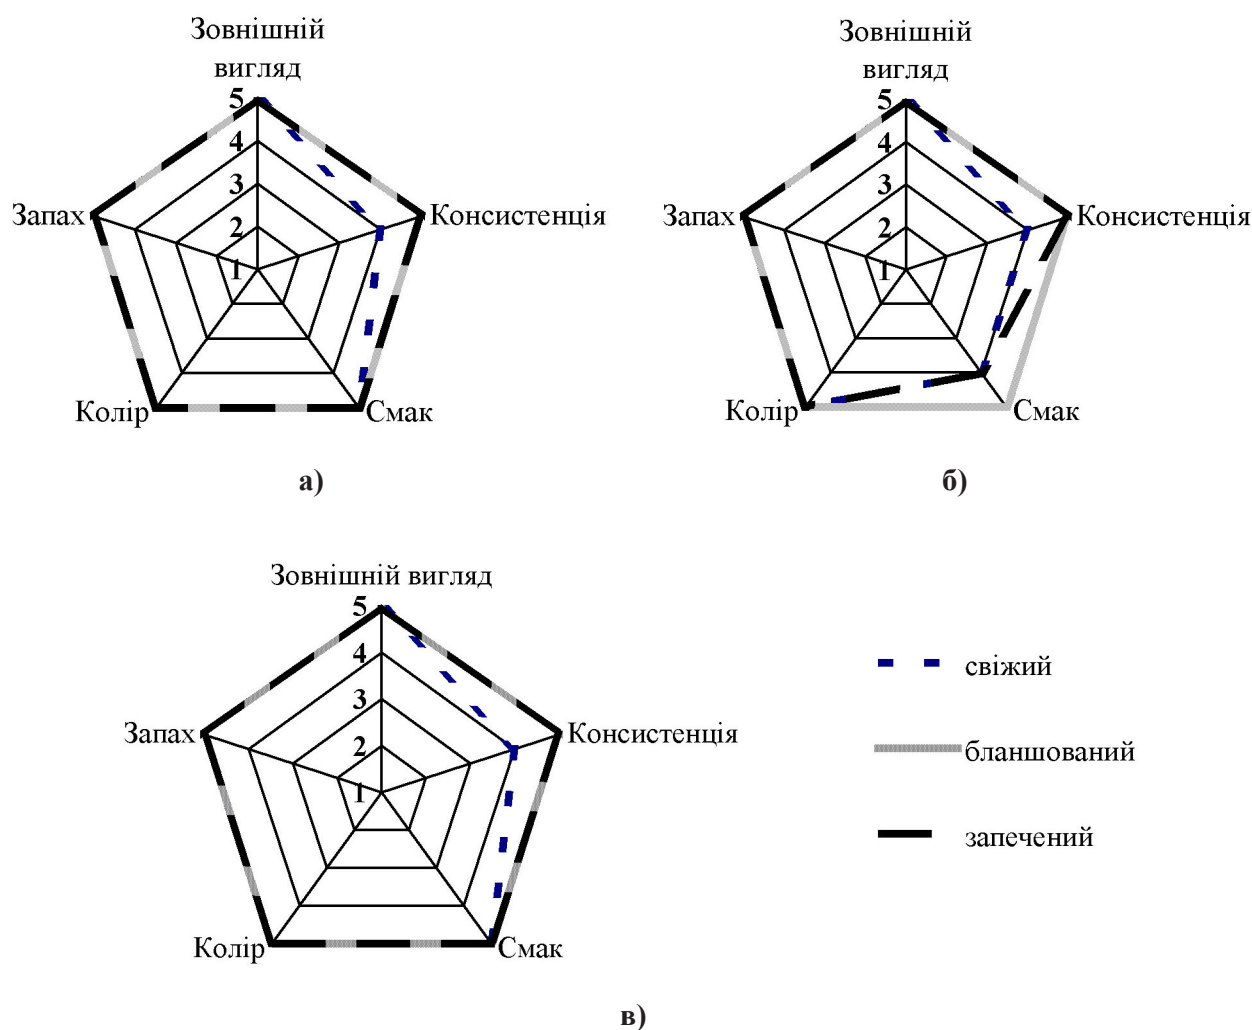 Зовнішній
вигляд
5
4
3
2
1
Запах
Консистенція
Колір
Смак
а)
Зовнішній
вигляд
5
4
3
2
1
Запах
Консистенція
Колір
Смак
б)
Зовнішній вигляд
5
4
3
2
1
Запах
Консистенція
Колір
Смак
свіжий
бланшований
запечений
в)